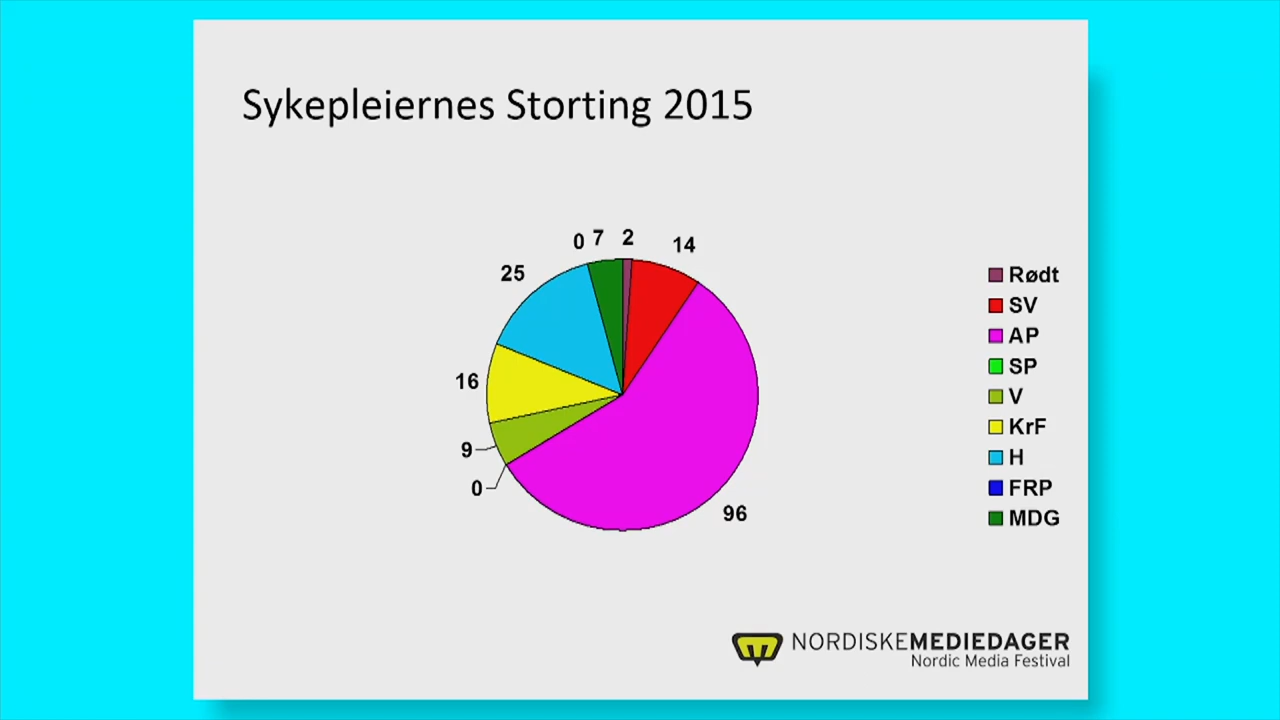 Sykepleiernes Storting 2015
0 7 2 14
25
16
9
0
96
Rødt
SV
AP
SP
V
KrF
H
FRP
MDG
NORDISKEMEDIEDAGER
Nordic Media Festival